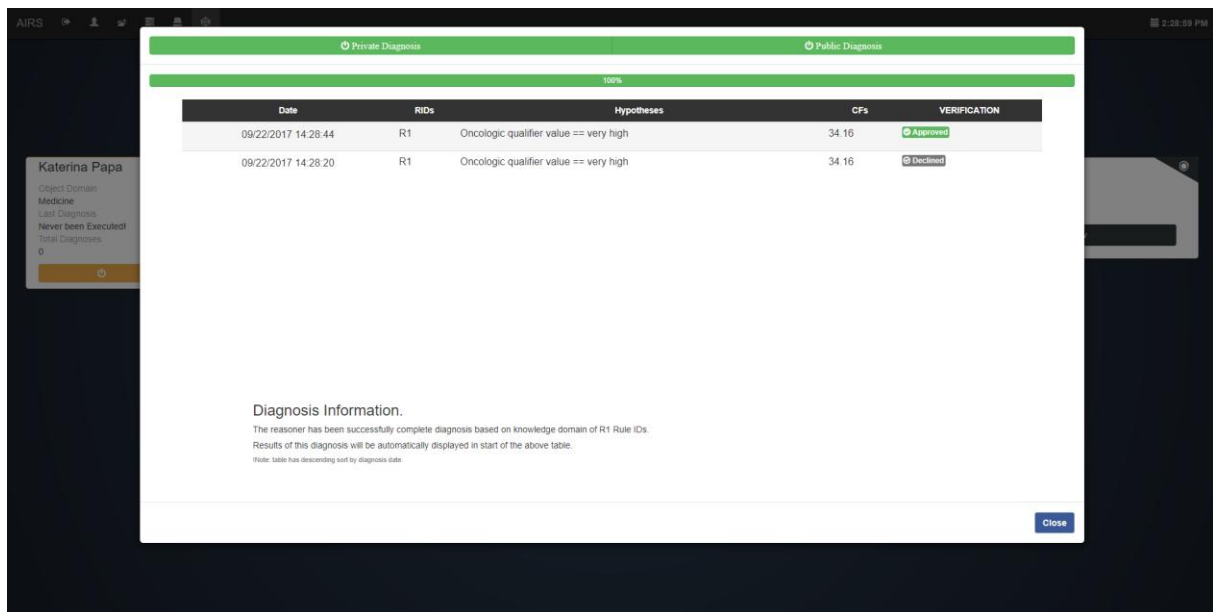 AIRS
2:28:59 PM
Private Diagnosis
Public Diagnosis
100%
Date RIDs Hypotheses CFs VERIFICATION
09/22/2017 14:28:44 R1 Oncologic qualifier value == very high 34.16 Approved
09/22/2017 14:28:20 R1 Oncologic qualifier value == very high 34.16 Declined
Katerina Papa
Object Domain
Medicine
Last Diagnosis
Never been Executed!
Total Diagnoses
0
Diagnosis Information.
The reasoner has been successfully complete diagnosis based on knowledge domain of R1 Rule IDs.
Results of this diagnosis will be automatically displayed in start of the above table.
!Note: table has descending sort by diagnosis date.
Close